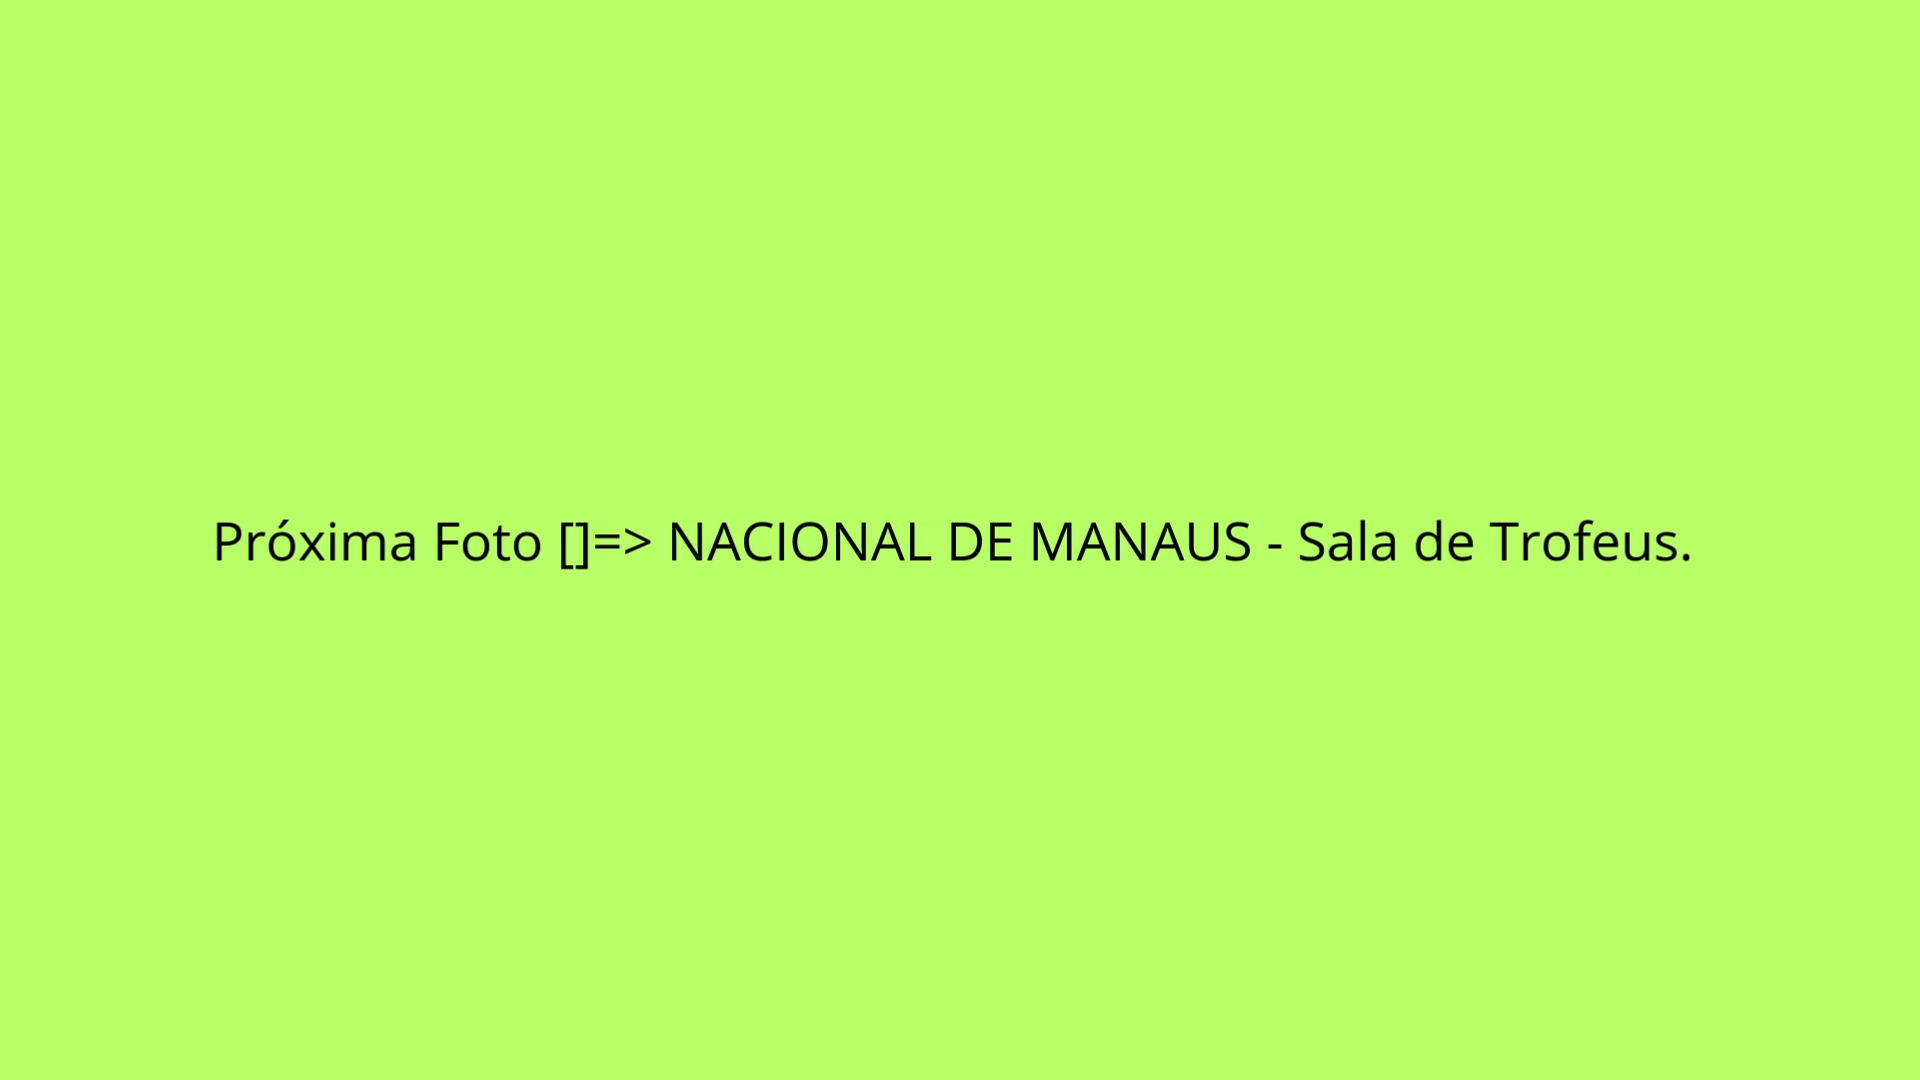 Próxima Foto []=> NACIONAL DE MANAUS - Sala de Trofeus.